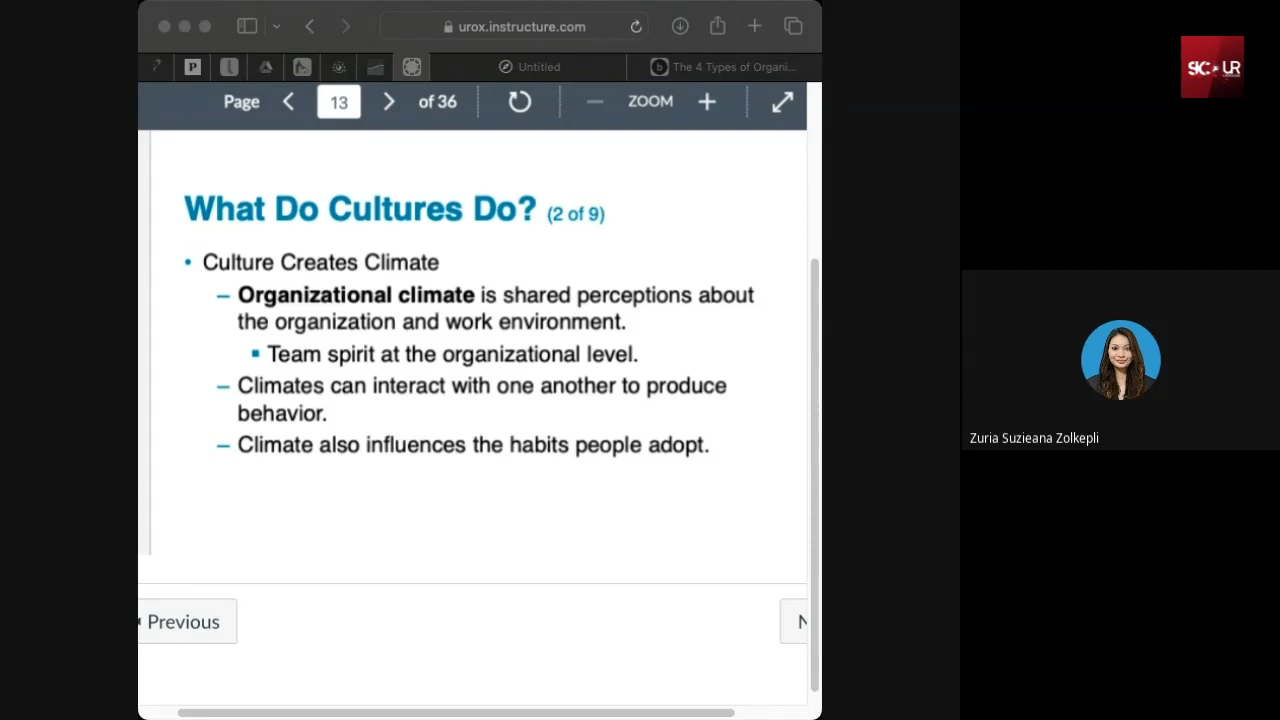 urox.instructure.com
P
Untitled
b The 4 Types of Organi...
Page 13 of 36 ZOOM
What Do Cultures Do? (2 of 9)
• Culture Creates Climate
– Organizational climate is shared perceptions about
the organization and work environment.
▪ Team spirit at the organizational level.
– Climates can interact with one another to produce
behavior.
– Climate also influences the habits people adopt.
Previous
N
Zuria Suzieana Zolkepli